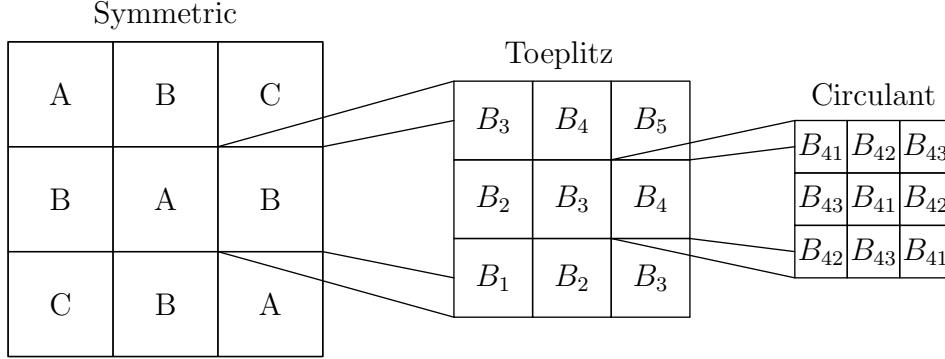 Symmetric
A B C
B A B
C B A
Toeplitz
B₃ B₄ B₅
B₂ B₃ B₄
B₁ B₂ B₃
Circulant
B₄₁ B₄₂ B₄₃
B₄₃ B₄₁ B₄₂
B₄₂ B₄₃ B₄₁